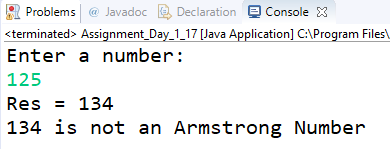 Problems @ Javadoc Declaration Console
<terminated> Assignment_Day_1_17 [Java Application] C:\Program Files\
Enter a number:
125
Res = 134
134 is not an Armstrong Number